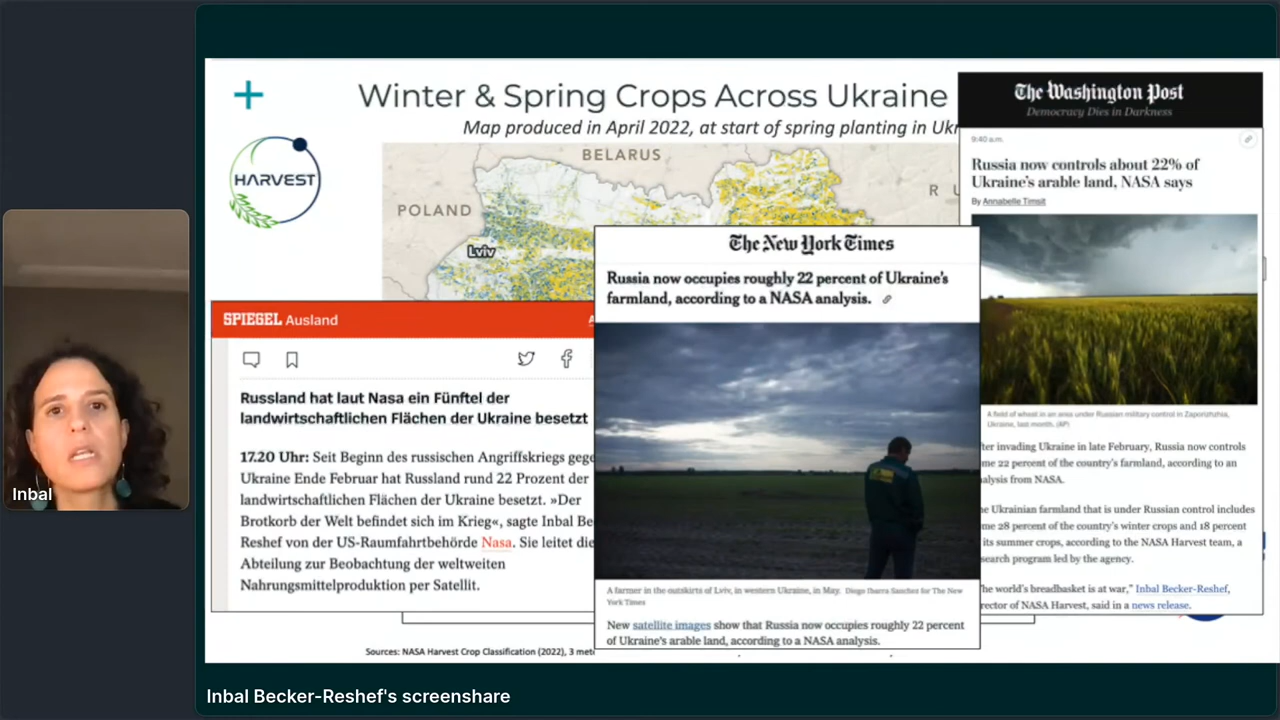 Winter & Spring Crops Across Ukraine
Map produced in April 2022, at start of spring planting in Ukr
HARVEST
BELARUS
POLAND
R U
Lviv
The Washington Post
Democracy Dies in Darkness
9:40 a.m.
Russia now controls about 22% of
Ukraine's arable land, NASA says
By Annabelle Timsit
A field of wheat in an area under Russian military control in Zaporizhzhia,
Ukraine, last month. (AP)
fter invading Ukraine in late February, Russia now controls
me 22 percent of the country's farmland, according to an
alysis from NASA.
e Ukrainian farmland that is under Russian control includes
me 28 percent of the country's winter crops and 18 percent
its summer crops, according to the NASA Harvest team, a
search program led by the agency.
he world's breadbasket is at war," Inbal Becker-Reshef,
rector of NASA Harvest, said in a news release.
The New York Times
Russia now occupies roughly 22 percent of Ukraine's
farmland, according to a NASA analysis.
A farmer in the outskirts of Lviv, in western Ukraine, in May. Diego Ibarra Sanchez for The New
York Times
New satellite images show that Russia now occupies roughly 22 percent
of Ukraine's arable land, according to a NASA analysis.
SPIEGEL Ausland
Russland hat laut Nasa ein Fünftel der
landwirtschaftlichen Flächen der Ukraine besetzt
17.20 Uhr: Seit Beginn des russischen Angriffskriegs gege
Ukraine Ende Februar hat Russland rund 22 Prozent der
landwirtschaftlichen Flächen der Ukraine besetzt. »Der
Brotkorb der Welt befindet sich im Krieg«, sagte Inbal Be
Reshef von der US-Raumfahrtbehörde Nasa. Sie leitet die
Abteilung zur Beobachtung der weltweiten
Nahrungsmittelproduktion per Satellit.
Sources: NASA Harvest Crop Classification (2022), 3 mete
Inbal
Inbal Becker-Reshef's screenshare